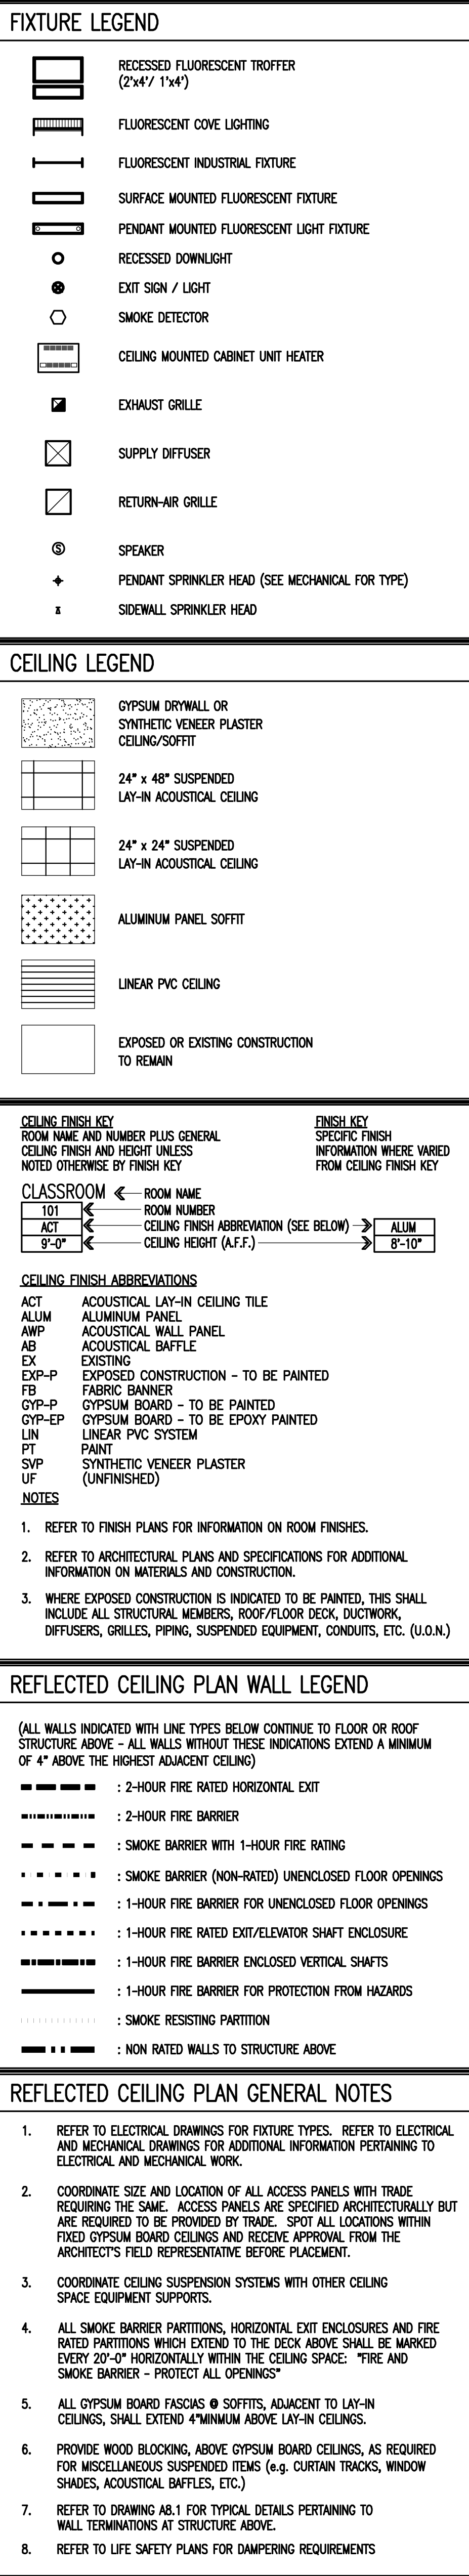 FIXTURE LEGEND
RECESSED FLUORESCENT TROFFER
(2'x4'/ 1'x4')
FLUORESCENT COVE LIGHTING
FLUORESCENT INDUSTRIAL FIXTURE
SURFACE MOUNTED FLUORESCENT FIXTURE
PENDANT MOUNTED FLUORESCENT LIGHT FIXTURE
RECESSED DOWNLIGHT
EXIT SIGN / LIGHT
SMOKE DETECTOR
CEILING MOUNTED CABINET UNIT HEATER
EXHAUST GRILLE
SUPPLY DIFFUSER
RETURN-AIR GRILLE
S SPEAKER
PENDANT SPRINKLER HEAD (SEE MECHANICAL FOR TYPE)
SIDEWALL SPRINKLER HEAD
CEILING LEGEND
GYPSUM DRYWALL OR
SYNTHETIC VENEER PLASTER
CEILING/SOFFIT
24" x 48" SUSPENDED
LAY-IN ACOUSTICAL CEILING
24" x 24" SUSPENDED
LAY-IN ACOUSTICAL CEILING
ALUMINUM PANEL SOFFIT
LINEAR PVC CEILING
EXPOSED OR EXISTING CONSTRUCTION
TO REMAIN
CEILING FINISH KEY
ROOM NAME AND NUMBER PLUS GENERAL
CEILING FINISH AND HEIGHT UNLESS
NOTED OTHERWISE BY FINISH KEY
FINISH KEY
SPECIFIC FINISH
INFORMATION WHERE VARIED
FROM CEILING FINISH KEY
CLASSROOM ROOM NAME
101 ROOM NUMBER
ACT CEILING FINISH ABBREVIATION (SEE BELOW) ALUM
9'-0" CEILING HEIGHT (A.F.F.) 8'-10"
CEILING FINISH ABBREVIATIONS
ACT ACOUSTICAL LAY-IN CEILING TILE
ALUM ALUMINUM PANEL
AWP ACOUSTICAL WALL PANEL
AB ACOUSTICAL BAFFLE
EX EXISTING
EXP-P EXPOSED CONSTRUCTION - TO BE PAINTED
FB FABRIC BANNER
GYP-P GYPSUM BOARD - TO BE PAINTED
GYP-EP GYPSUM BOARD - TO BE EPOXY PAINTED
LIN LINEAR PVC SYSTEM
PT PAINT
SVP SYNTHETIC VENEER PLASTER
UF (UNFINISHED)
NOTES
1. REFER TO FINISH PLANS FOR INFORMATION ON ROOM FINISHES.
2. REFER TO ARCHITECTURAL PLANS AND SPECIFICATIONS FOR ADDITIONAL
INFORMATION ON MATERIALS AND CONSTRUCTION.
3. WHERE EXPOSED CONSTRUCTION IS INDICATED TO BE PAINTED, THIS SHALL
INCLUDE ALL STRUCTURAL MEMBERS, ROOF/FLOOR DECK, DUCTWORK,
DIFFUSERS, GRILLES, PIPING, SUSPENDED EQUIPMENT, CONDUITS, ETC. (U.O.N.)
REFLECTED CEILING PLAN WALL LEGEND
(ALL WALLS INDICATED WITH LINE TYPES BELOW CONTINUE TO FLOOR OR ROOF
STRUCTURE ABOVE - ALL WALLS WITHOUT THESE INDICATIONS EXTEND A MINIMUM
OF 4" ABOVE THE HIGHEST ADJACENT CEILING)
: 2-HOUR FIRE RATED HORIZONTAL EXIT
: 2-HOUR FIRE BARRIER
: SMOKE BARRIER WITH 1-HOUR FIRE RATING
: SMOKE BARRIER (NON-RATED) UNENCLOSED FLOOR OPENINGS
: 1-HOUR FIRE BARRIER FOR UNENCLOSED FLOOR OPENINGS
: 1-HOUR FIRE RATED EXIT/ELEVATOR SHAFT ENCLOSURE
: 1-HOUR FIRE BARRIER ENCLOSED VERTICAL SHAFTS
: 1-HOUR FIRE BARRIER FOR PROTECTION FROM HAZARDS
: SMOKE RESISTING PARTITION
: NON RATED WALLS TO STRUCTURE ABOVE
REFLECTED CEILING PLAN GENERAL NOTES
1. REFER TO ELECTRICAL DRAWINGS FOR FIXTURE TYPES. REFER TO ELECTRICAL
AND MECHANICAL DRAWINGS FOR ADDITIONAL INFORMATION PERTAINING TO
ELECTRICAL AND MECHANICAL WORK.
2. COORDINATE SIZE AND LOCATION OF ALL ACCESS PANELS WITH TRADE
REQUIRING THE SAME. ACCESS PANELS ARE SPECIFIED ARCHITECTURALLY BUT
ARE REQUIRED TO BE PROVIDED BY TRADE. SPOT ALL LOCATIONS WITHIN
FIXED GYPSUM BOARD CEILINGS AND RECEIVE APPROVAL FROM THE
ARCHITECT'S FIELD REPRESENTATIVE BEFORE PLACEMENT.
3. COORDINATE CEILING SUSPENSION SYSTEMS WITH OTHER CEILING
SPACE EQUIPMENT SUPPORTS.
4. ALL SMOKE BARRIER PARTITIONS, HORIZONTAL EXIT ENCLOSURES AND FIRE
RATED PARTITIONS WHICH EXTEND TO THE DECK ABOVE SHALL BE MARKED
EVERY 20'-0" HORIZONTALLY WITHIN THE CEILING SPACE: "FIRE AND
SMOKE BARRIER - PROTECT ALL OPENINGS"
5. ALL GYPSUM BOARD FASCIAS @ SOFFITS, ADJACENT TO LAY-IN
CEILINGS, SHALL EXTEND 4"MINMUM ABOVE LAY-IN CEILINGS.
6. PROVIDE WOOD BLOCKING, ABOVE GYPSUM BOARD CEILINGS, AS REQUIRED
FOR MISCELLANEOUS SUSPENDED ITEMS (e.g. CURTAIN TRACKS, WINDOW
SHADES, ACOUSTICAL BAFFLES, ETC.)
7. REFER TO DRAWING A8.1 FOR TYPICAL DETAILS PERTAINING TO
WALL TERMINATIONS AT STRUCTURE ABOVE.
8. REFER TO LIFE SAFETY PLANS FOR DAMPERING REQUIREMENTS